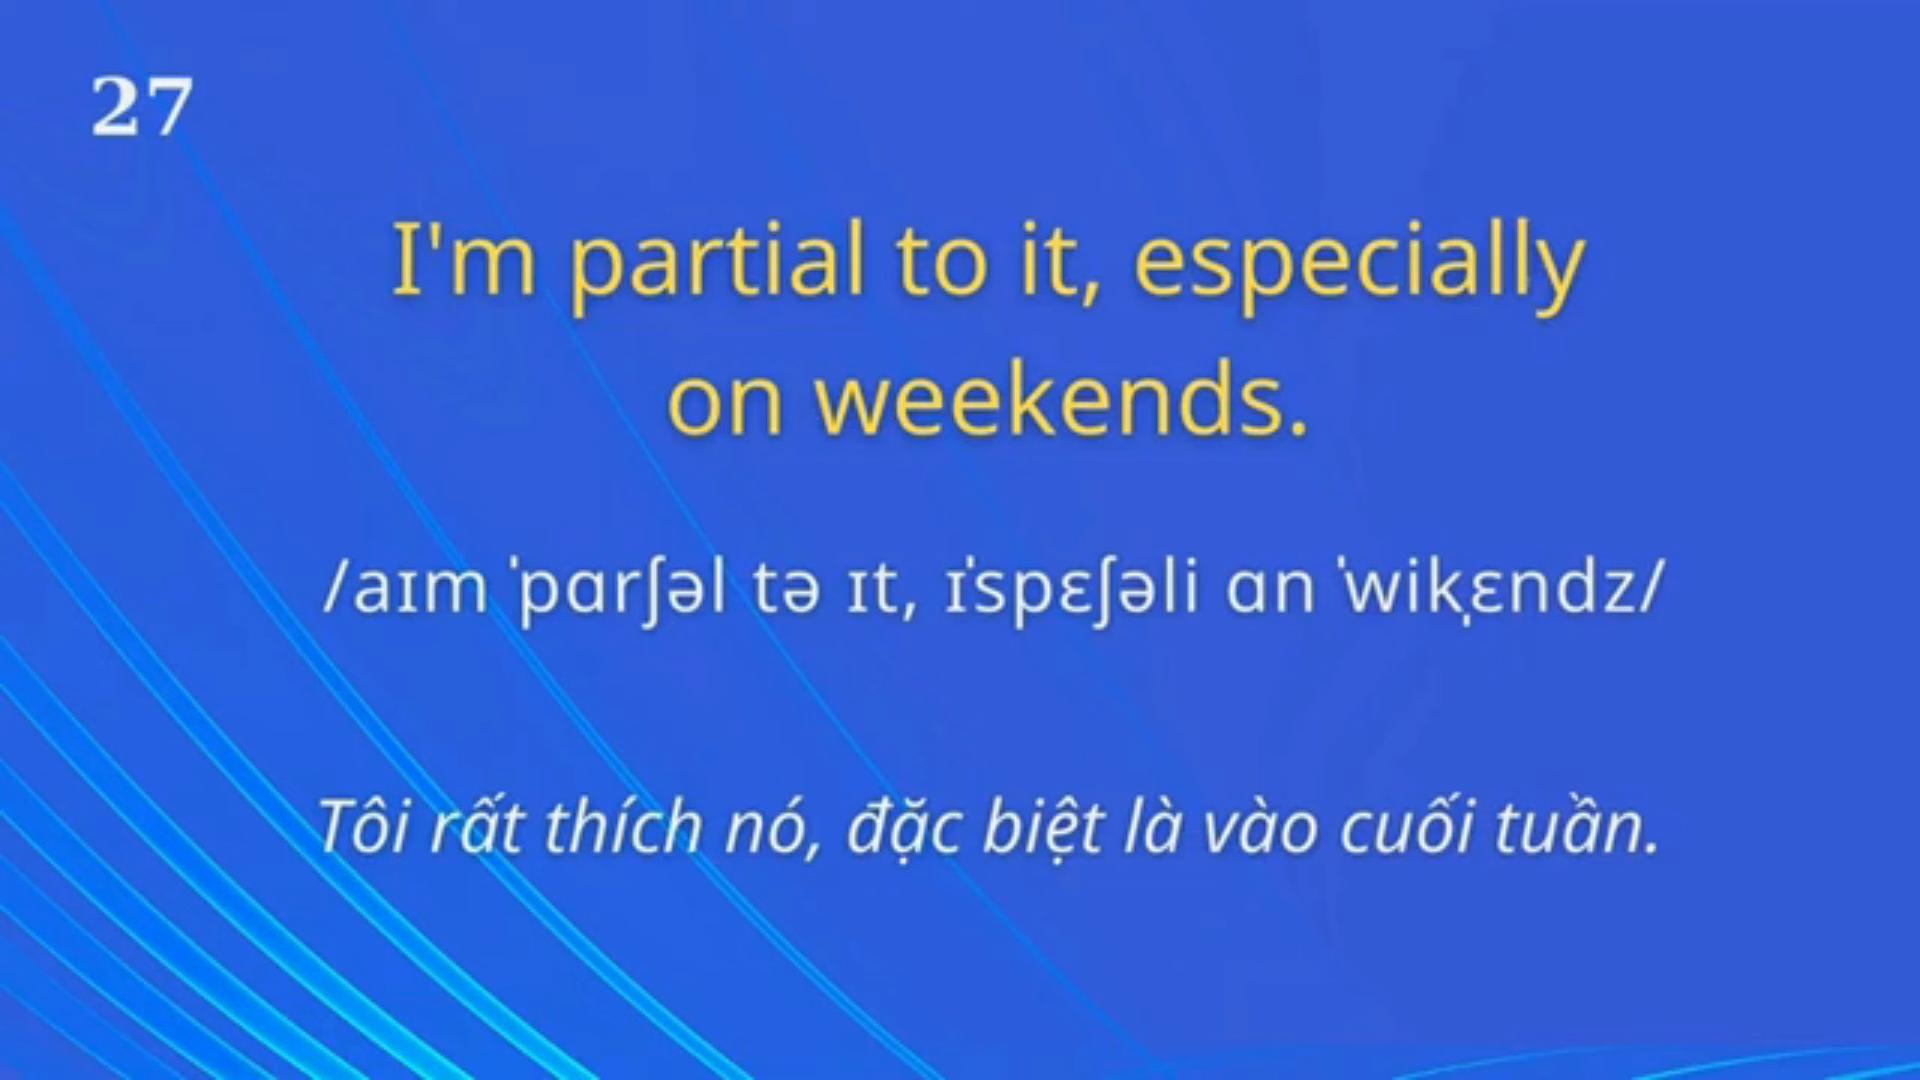 27
I'm partial to it, especially
on weekends.
/aɪm ˈpɑrʃəl tə ɪt, ɪˈspɛʃəli ɑn ˈwikˌɛndz/
Tôi rất thích nó, đặc biệt là vào cuối tuần.